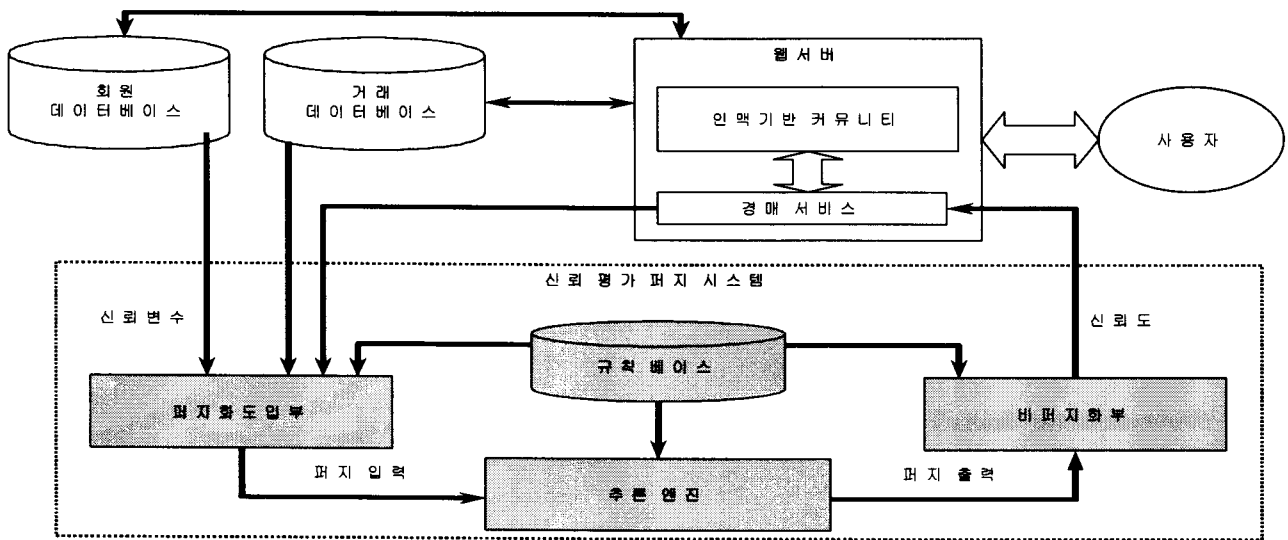 웹서버
회원
데이터베이스
거래
데이터베이스
인맥기반 커뮤니티
사용자
경매 서비스
신뢰 평가 퍼지 시스템
신뢰변수
신뢰도
규칙베이스
퍼지화도입부
비퍼지화부
퍼지 입력
퍼지 출력
추론엔진